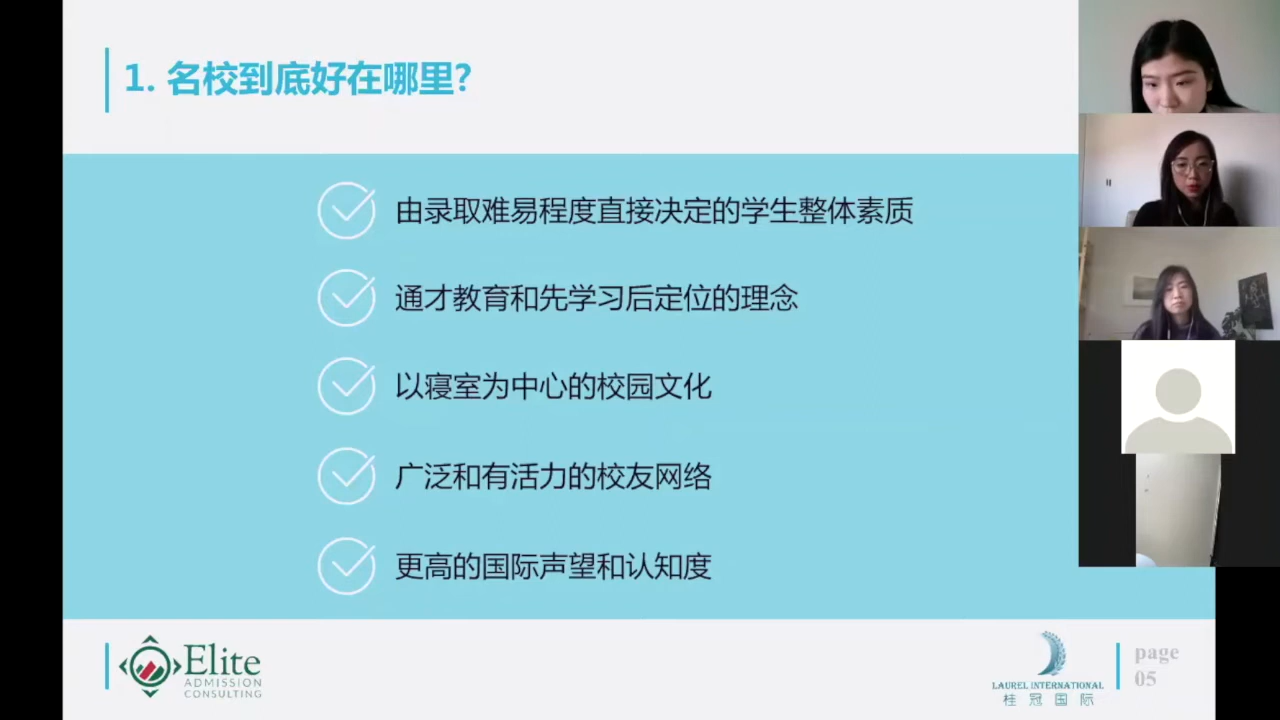 1. 名校到底好在哪里?
由录取难易程度直接决定的学生整体素质
通才教育和先学习后定位的理念
以寝室为中心的校园文化
广泛和有活力的校友网络
更高的国际声望和认知度
Elite
ADMISSION
CONSULTING
LAUREL INTERNATIONAL
桂冠国际
page
05